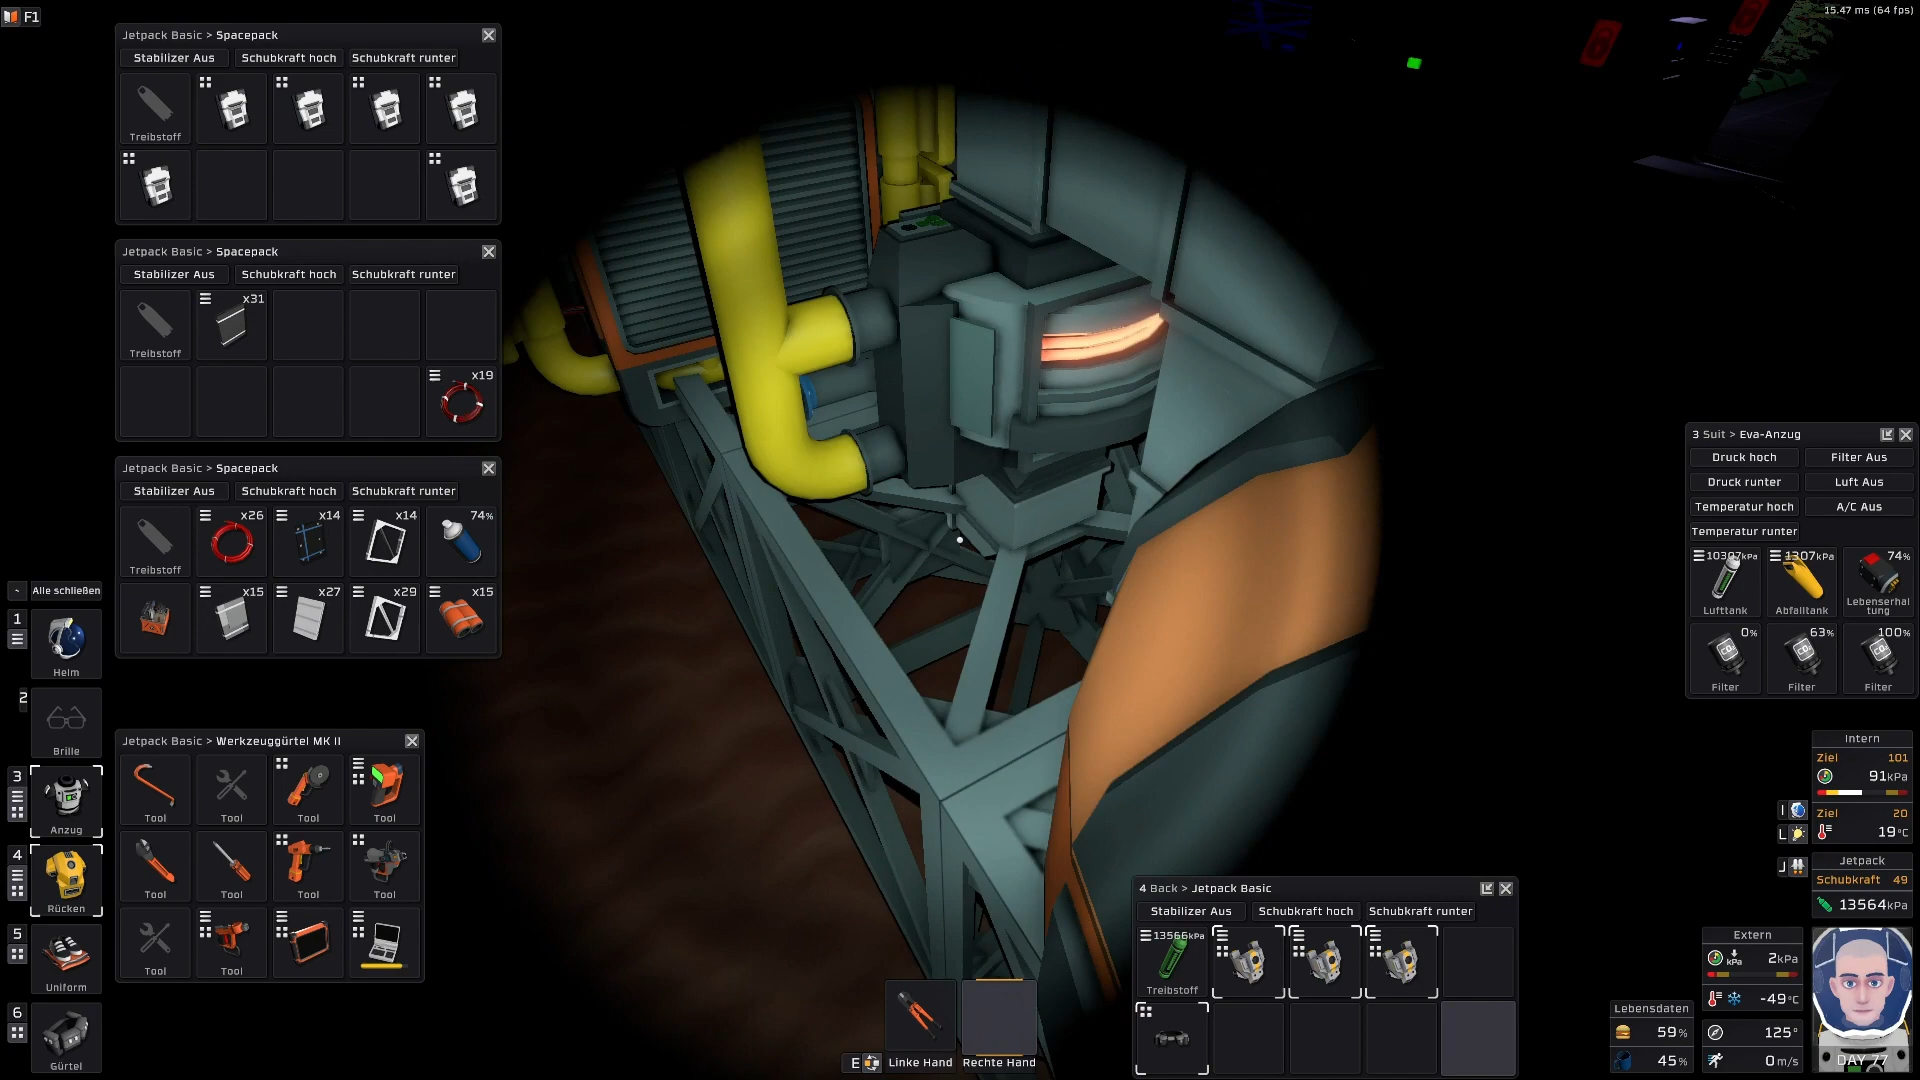 F1
15.47 ms (64 fps)
Jetpack Basic > Spacepack
Stabilizer Aus Schubkraft hoch Schubkraft runter
Treibstoff
Jetpack Basic > Spacepack
Stabilizer Aus Schubkraft hoch Schubkraft runter
x31
Treibstoff
x19
Jetpack Basic > Spacepack
Stabilizer Aus Schubkraft hoch Schubkraft runter
x26 x14 x14 74%
Treibstoff
x15 x27 x29 x15
~ Alle schließen
1
Helm
2
Brille
3
Anzug
4
Rücken
5
Uniform
6
Gürtel
Jetpack Basic > Werkzeuggürtel MK II
Tool Tool Tool Tool
Tool Tool Tool Tool
Tool Tool
E Linke Hand Rechte Hand
4 Back > Jetpack Basic
Stabilizer Aus Schubkraft hoch Schubkraft runter
13566kPa
Treibstoff
3 Suit > Eva-Anzug
Druck hoch Filter Aus
Druck runter Luft Aus
Temperatur hoch A/C Aus
Temperatur runter
10307kPa 1307kPa 74%
Lufttank Abfalltank Lebenserhaltung
0% 63% 100%
CO₂ CO₂ CO₂
Filter Filter Filter
Intern
Ziel 101
91kPa
I
Ziel 20
L
19°C
J
Jetpack
Schubkraft 49
13564kPa
Extern
kPa 2kPa
-49°C
Lebensdaten
59% 125°
45% 0m/s
DAY 77